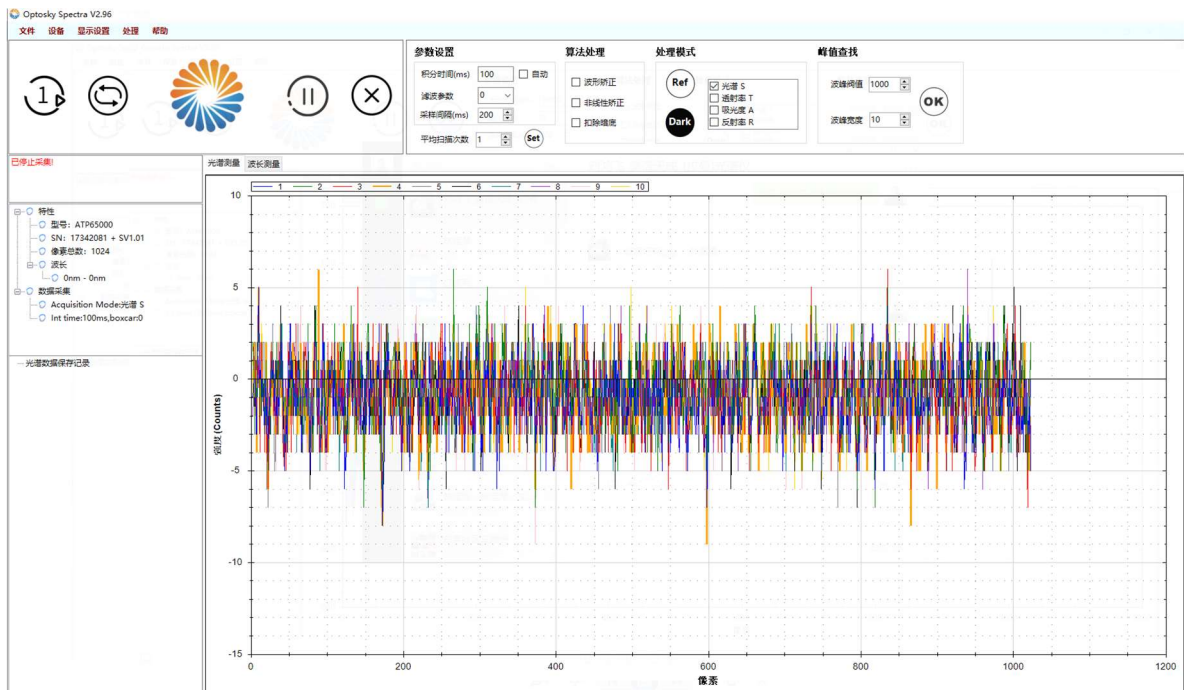 Optosky Spectra V2.96
文件 设备 显示设置 处理 帮助
参数设置
积分时间(ms) 100 自动
滤波参数 0
采样间隔(ms) 200
平均扫描次数 1 Set
算法处理
波形矫正
非线性矫正
扣除暗底
处理模式
Ref
Dark
光谱 S
透射率 T
吸光度 A
反射率 R
峰值查找
波峰阀值 1000
波峰宽度 10
OK
1
已停止采集!
特性
型号: ATP65000
SN: 17342081 + SV1.01
像素总数: 1024
波长
0nm - 0nm
数据采集
Acquisition Mode:光谱 S
Int time:100ms,boxcar:0
光谱数据保存记录
光谱测量 波长测量
1 2 3 4 5 6 7 8 9 10
强度 (Counts)
10
5
0
-5
-10
-15
0 200 400 600 800 1000 1200
像素